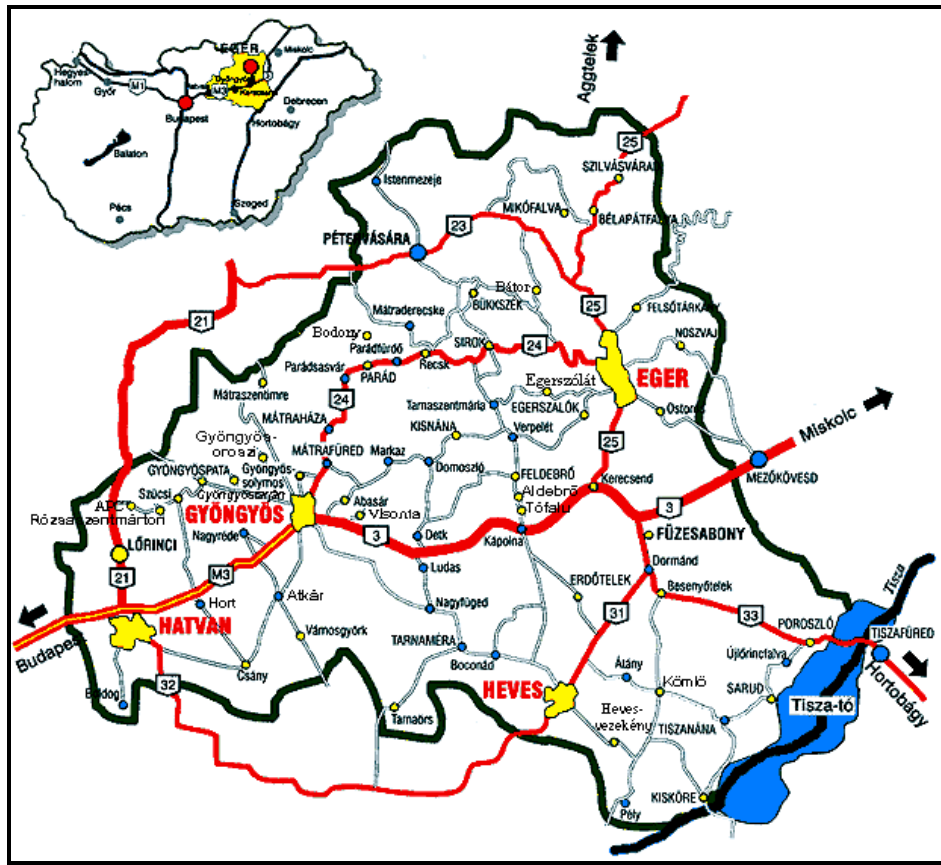 EGER
Miskolc
Hegyes-
halom
Győr
M1
M3
Gyöngyös
Kerecsend
Budapest
Debrecen
Hortobágy
Balaton
Pécs
Szeged
Aggtelek
25
SZILVÁSVÁRAD
Istenmezeje
MIKÓFALVA
BÉLAPÁTFALVA
23
PÉTERVÁSÁRA
Bátor
BÜKKSZÉK
25
FELSŐTÁRKÁNY
21
Mátraderecske
NOSZVAJ
Bodony
Parádfürdő
SIROK
24
Parádsasvár
PARÁD
Recsk
EGER
Mátraszentimre
24
Egerszólát
Tarnaszentmária
EGERSZALÓK
Ostoros
MÁTRAHÁZA
KISNÁNA
Verpelét
25
Miskolc
Gyöngyös-
oroszi
MÁTRAFÜRED
Markaz
Domoszló
FELDEBRŐ
Kerecsend
MEZŐKÖVESD
GYÖNGYÖSPATA
Gyöngyös-
solymos
Abasár
Aldebrő
Szűcsi
Gyöngyöstarján
Visonta
Tófalu
3
APC
Rózsaszentmárton
GYÖNGYÖS
3
FÜZESABONY
LŐRINCI
Nagyréde
Detk
Kápolna
Dormánd
Tisza
21
M3
Ludas
ERDŐTELEK
Besenyőtelek
Hort
Atkár
Nagyfüged
31
33
POROSZLÓ
TISZAFÜRED
HATVAN
Budapest
Vámosgyörk
TARNAMÉRA
Újlőrincfalva
Hortobágy
Csány
Boconád
Átány
32
HEVES
Kömlő
SARUD
Tisza-tó
Boldog
Tarnaörs
Heves-
vezekény
TISZANÁNA
KISKÖRE
Pély